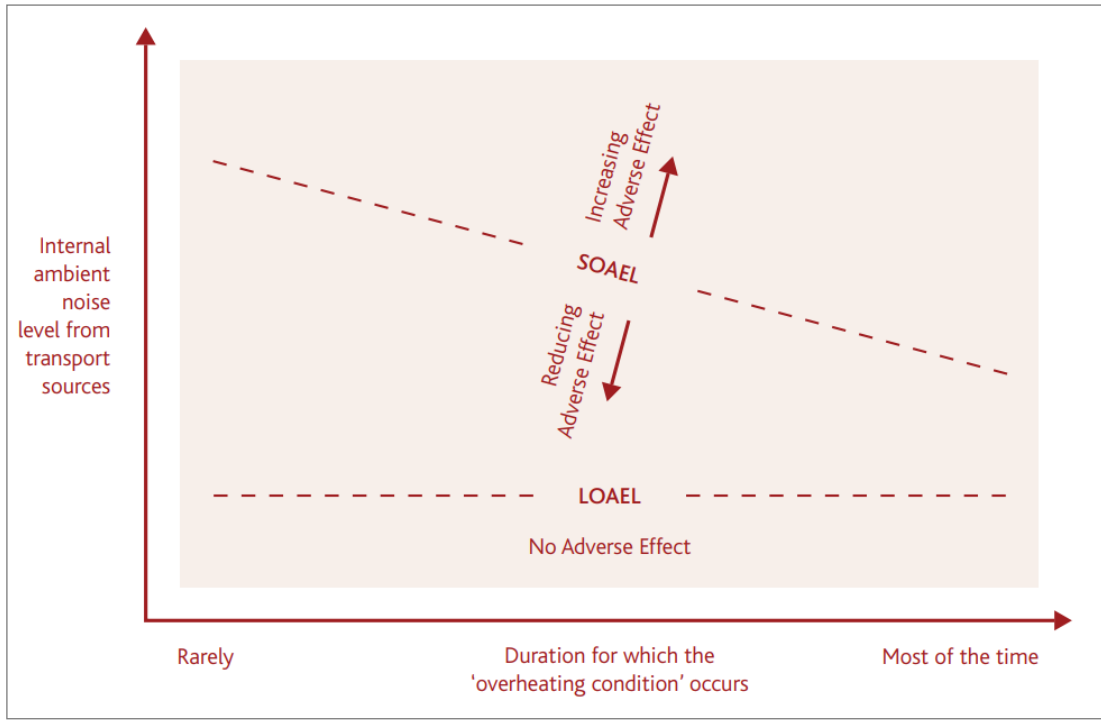 Increasing
Adverse Effect
Internal
ambient
noise
level from
transport
sources
SOAEL
Reducing
Adverse Effect
LOAEL
No Adverse Effect
Rarely
Duration for which the
‘overheating condition’ occurs
Most of the time